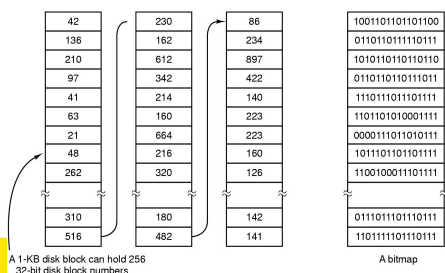 42 230 86 1001101101101100
136 162 234 0110110111110111
210 612 897 1010110110110110
97 342 422 0110110110111011
41 214 140 1110111011101111
63 160 223 1101101010001111
21 664 223 0000111011010111
48 216 160 1011101101101111
262 320 126 1100100011101111
310 180 142 0111011101110111
516 482 141 1101111101110111
A 1-KB disk block can hold 256 A bitmap
32-bit disk block numbers